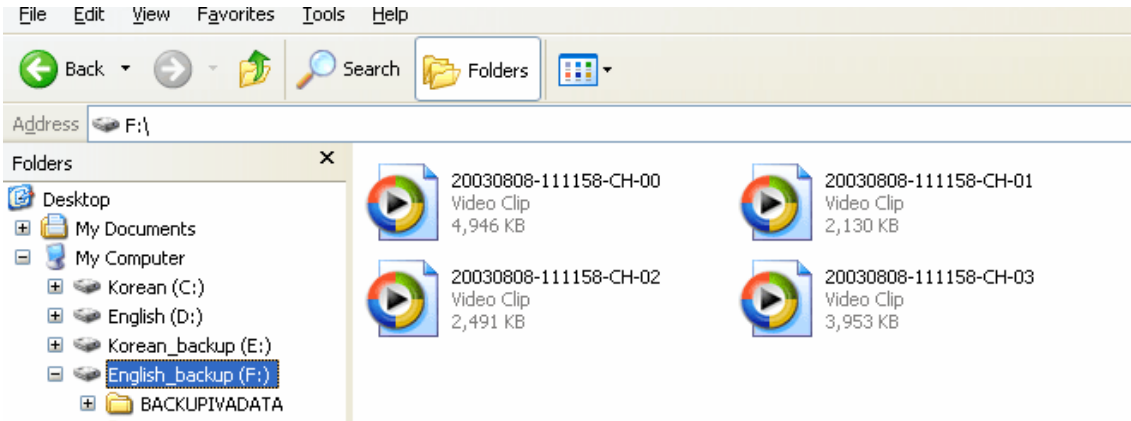 File Edit View Favorites Tools Help
Back Search Folders
Address F:\
Folders x
Desktop
My Documents
My Computer
Korean (C:)
English (D:)
Korean_backup (E:)
English_backup (F:)
BACKUPIVADATA
20030808-111158-CH-00
Video Clip
4,946 KB
20030808-111158-CH-01
Video Clip
2,130 KB
20030808-111158-CH-02
Video Clip
2,491 KB
20030808-111158-CH-03
Video Clip
3,953 KB